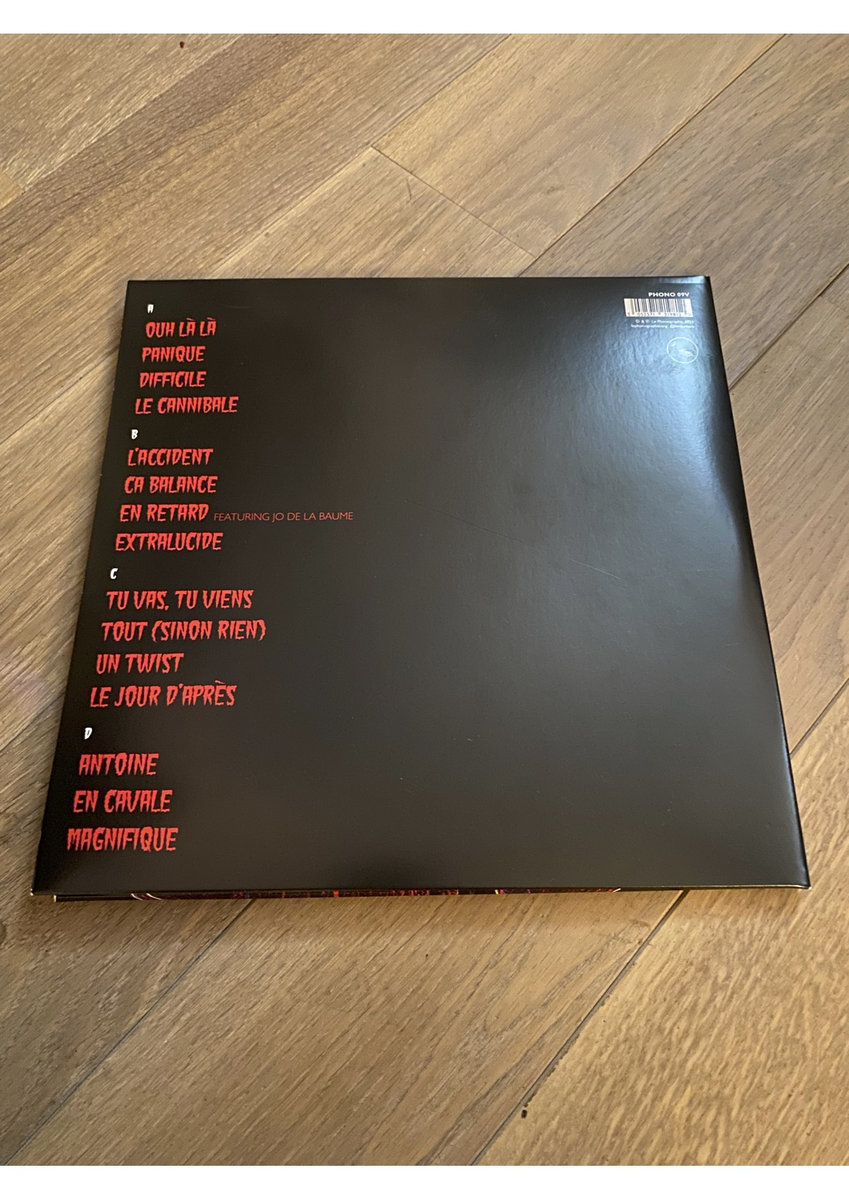 PHONO 09V
A
OUH LÀ LÀ
PANIQUE
DIFFICILE
LE CANNIBALE
B
L'ACCIDENT
CA BALANCE
EN RETARD FEATURING JO DE LA BAUME
EXTRALUCIDE
C
TU VAS, TU VIENS
TOUT (SINON RIEN)
UN TWIST
LE JOUR D'APRÈS
D
ANTOINE
EN CAVALE
MAGNIFIQUE